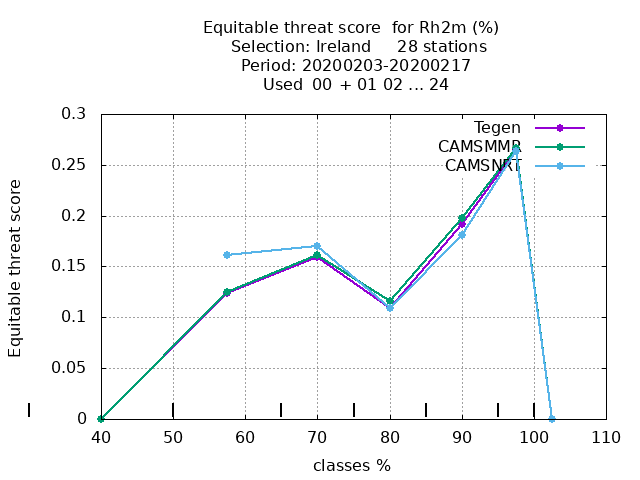 Equitable threat score  for Rh2m (%)
Selection: Ireland     28 stations
Period: 20200203-20200217
Used  00 + 01 02 ... 24
Tegen
CAMSMMR
CAMSNRT
0.3
0.25
0.2
0.15
0.1
0.05
0
Equitable threat score
40 50 60 70 80 90 100 110
classes %